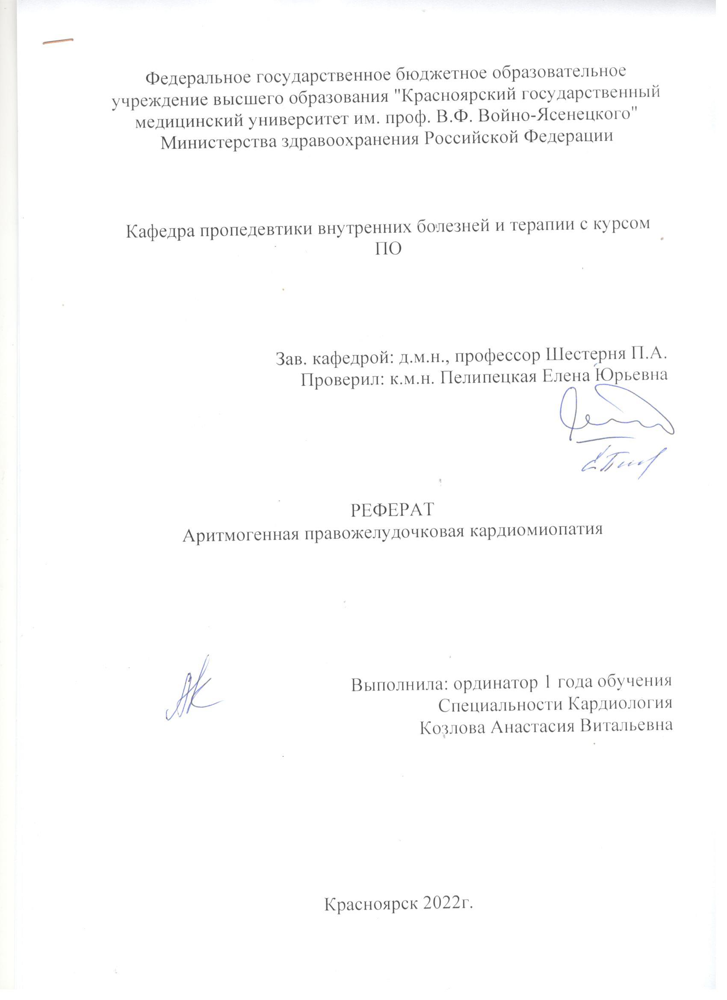 Федеральное государственное бюджетное образовательное
учреждение высшего образования "Красноярский государственный
медицинский университет им. проф. В.Ф. Войно-Ясенецкого"
Министерства здравоохранения Российской Федерации
Кафедра пропедевтики внутренних болезней и терапии с курсом
ПО
Зав. кафедрой: д.м.н., профессор Шестерня П.А.
Проверил: к.м.н. Пелипецкая Елена Юрьевна
РЕФЕРАТ
Аритмогенная правожелудочковая кардиомиопатия
Выполнила: ординатор 1 года обучения
Специальности Кардиология
Козлова Анастасия Витальевна
Красноярск 2022г.